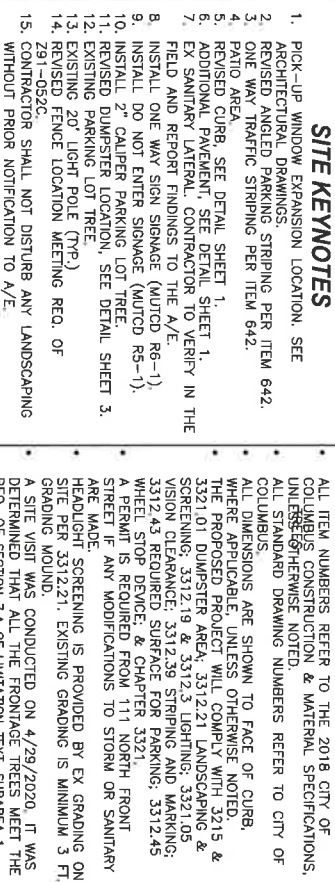 SITE KEYNOTES
1. PICK-UP WINDOW EXPANSION LOCATION. SEE
ARCHITECTURAL DRAWINGS.
2. REVISED ANGLED PARKING STRIPING PER ITEM 642.
3. ONE WAY TRAFFIC STRIPING PER ITEM 642.
4. PATIO AREA.
5. REVISED CURB, SEE DETAIL SHEET 1.
6. ADDITIONAL PAVEMENT, SEE DETAIL SHEET 1.
7. EX SANITARY LATERAL. CONTRACTOR TO VERIFY IN THE
FIELD AND REPORT FINDINGS TO THE A/E.
8. INSTALL ONE WAY SIGN SIGNAGE (MUTCD R6-1).
9. INSTALL DO NOT ENTER SIGNAGE (MUTCD R5-1).
10. INSTALL 2" CALIPER PARKING LOT TREE.
11. REVISED DUMPSTER LOCATION, SEE DETAIL SHEET 3.
12. EXISTING PARKING LOT TREE.
13. EXISTING 20' LIGHT POLE (TYP.)
14. REVISED FENCE LOCATION MEETING REQ. OF
Z91-052C.
15. CONTRACTOR SHALL NOT DISTURB ANY LANDSCAPING
WITHOUT PRIOR NOTIFICATION TO A/E.
• ALL ITEM NUMBERS REFER TO THE 2018 CITY OF
COLUMBUS CONSTRUCTION & MATERIAL SPECIFICATIONS,
UNLESS OTHERWISE NOTED.
• ALL STANDARD DRAWING NUMBERS REFER TO CITY OF
COLUMBUS.
• ALL DIMENSIONS ARE SHOWN TO FACE OF CURB,
WHERE APPLICABLE, UNLESS OTHERWISE NOTED.
• THE PROPOSED PROJECT WILL COMPLY WITH 3215 &
3321.01 DUMPSTER AREA; 3312.21 LANDSCAPING &
SCREENING; 3312.19 & 3312.3 LIGHTING; 3321.05
VISION CLEARANCE; 3312.39 STRIPING AND MARKING;
3312.43 REQUIRED SURFACE FOR PARKING; 3312.45
WHEEL STOP DEVICE; & CHAPTER 3321.
• A PERMIT IS REQUIRED FROM 111 NORTH FRONT
STREET IF ANY MODIFICATIONS TO STORM OR SANITARY
ARE MADE.
• HEADLIGHT SCREENING IS PROVIDED BY EX GRADING ON
SITE PER 3312.21. EXISTING GRADING IS MINIMUM 3 FT.
GRADING MOUND.
• A SITE VISIT WAS CONDUCTED ON 4/29/2020, IT WAS
DETERMINED THAT ALL THE FRONTAGE TREES MEET THE
REQ. OF SECTION 7.A OF LIMITATION TEXT, SUBAREA 1